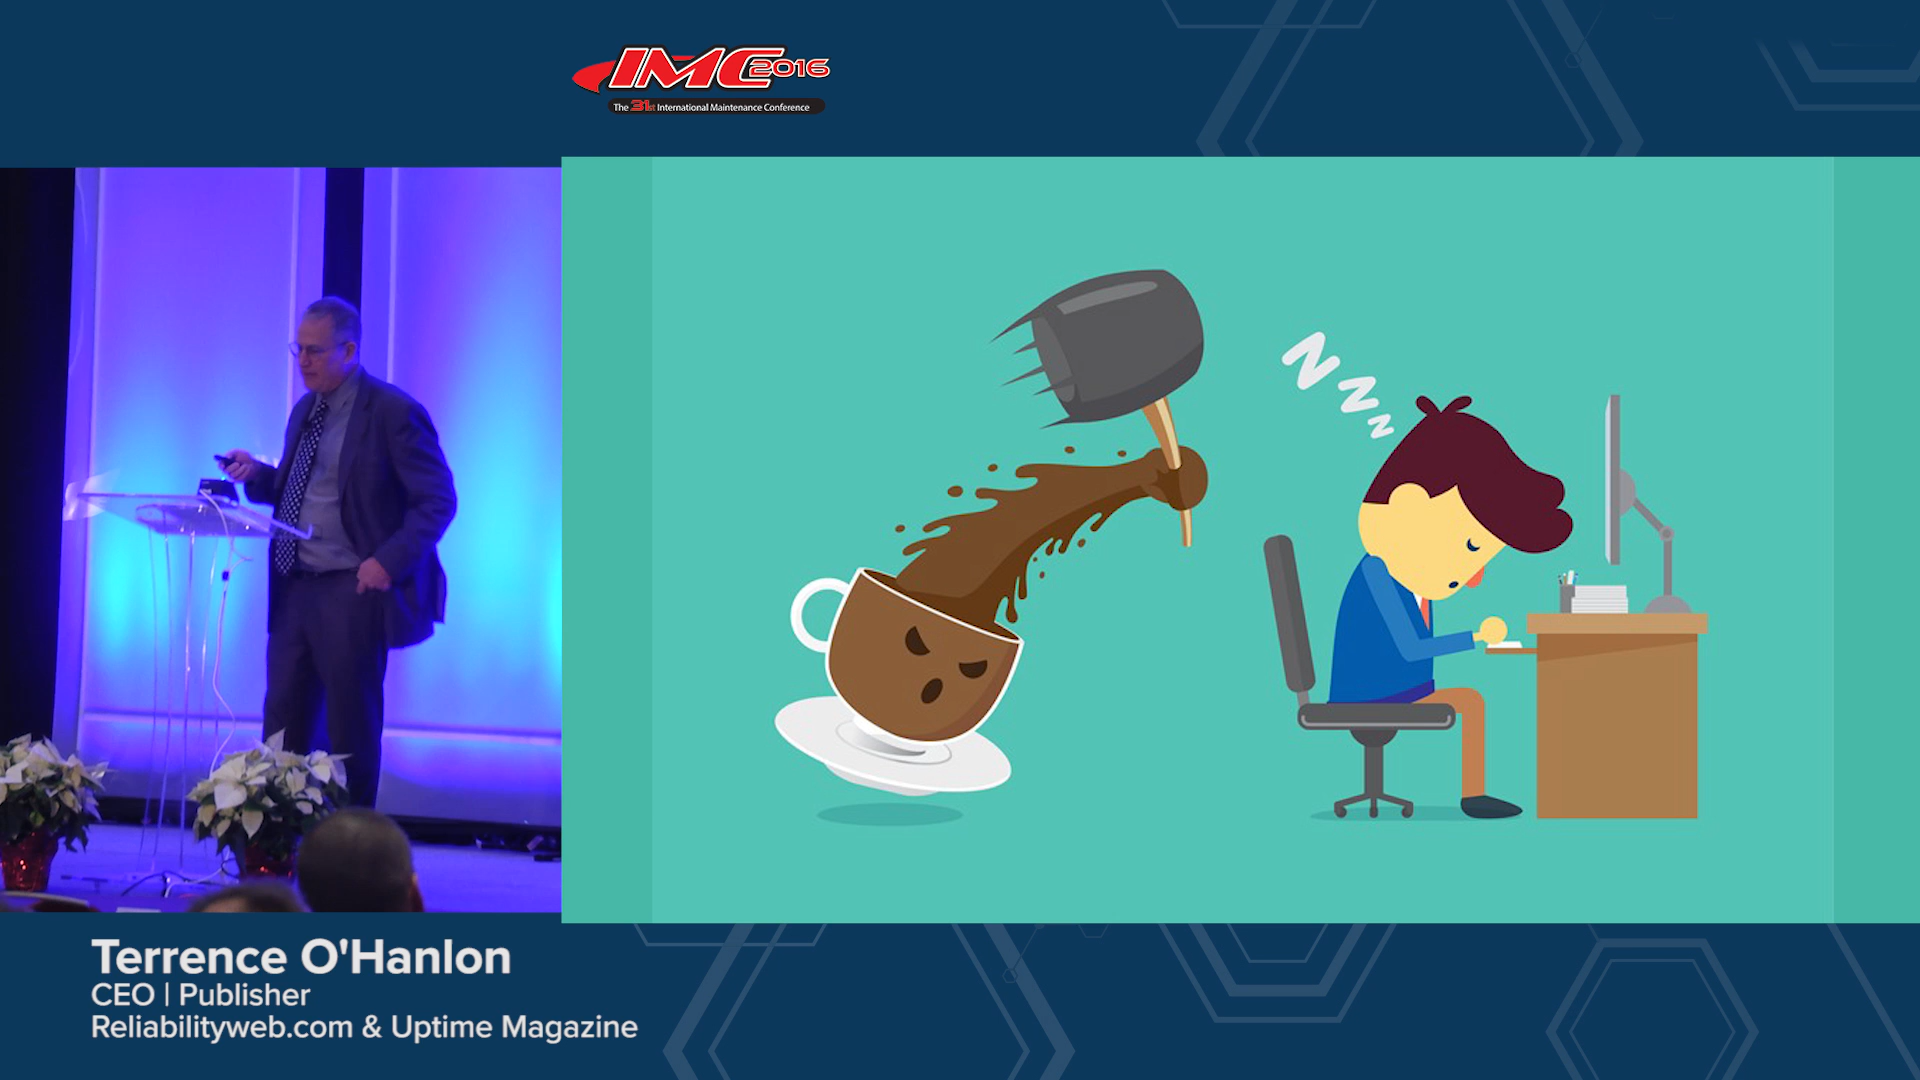 IMC2016
The 31st International Maintenance Conference
Z
Z
Z
Terrence O'Hanlon
CEO | Publisher
Reliabilityweb.com & Uptime Magazine